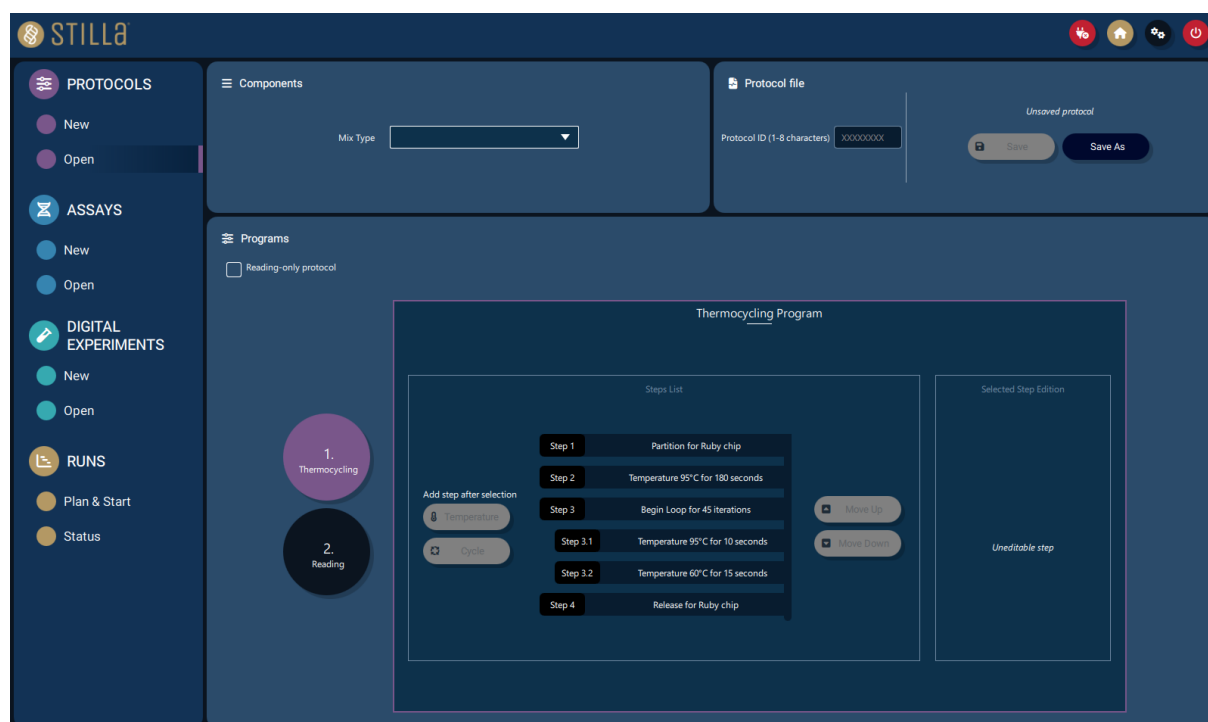 STILLA
PROTOCOLS
New
Open
ASSAYS
New
Open
DIGITAL
EXPERIMENTS
New
Open
RUNS
Plan & Start
Status
Components
Mix Type
Protocol file
Protocol ID (1-8 characters) XXXXXXXX
Unsaved protocol
Save
Save As
Programs
Reading-only protocol
1.
Thermocycling
2.
Reading
Thermocycling Program
Steps List
Add step after selection
Temperature
Cycle
Step 1 Partition for Ruby chip
Step 2 Temperature 95°C for 180 seconds
Step 3 Begin Loop for 45 iterations
Step 3.1 Temperature 95°C for 10 seconds
Step 3.2 Temperature 60°C for 15 seconds
Step 4 Release for Ruby chip
Move Up
Move Down
Selected Step Edition
Uneditable step